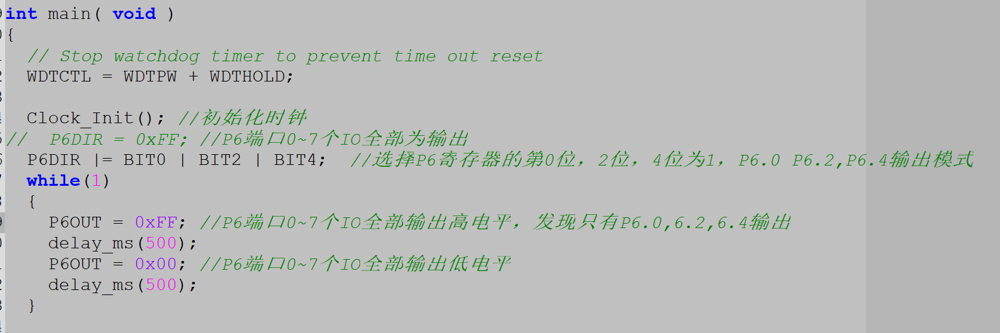 int main( void )
{
// Stop watchdog timer to prevent time out reset
WDTCTL = WDTPW + WDTHOLD;
Clock_Init(); //初始化时钟
//  P6DIR = 0xFF; //P6端口0~7个IO全部为输出
P6DIR |= BIT0 | BIT2 | BIT4;  //选择P6寄存器的第0位，2位，4位为1，P6.0 P6.2,P6.4输出模式
while(1)
{
P6OUT = 0xFF; //P6端口0~7个IO全部输出高电平，发现只有P6.0,6.2,6.4输出
delay_ms(500);
P6OUT = 0x00; //P6端口0~7个IO全部输出低电平
delay_ms(500);
}